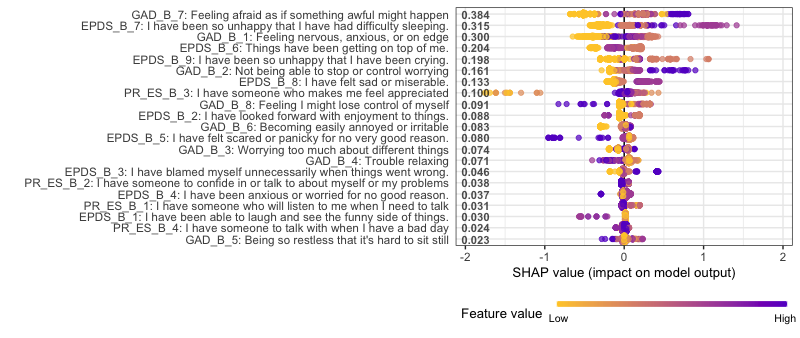 GAD_B_7: Feeling afraid as if something awful might happen 0.384
EPDS_B_7: I have been so unhappy that I have had difficulty sleeping. 0.315
GAD_B_1: Feeling nervous, anxious, or on edge 0.300
EPDS_B_6: Things have been getting on top of me. 0.204
EPDS_B_9: I have been so unhappy that I have been crying. 0.198
GAD_B_2: Not being able to stop or control worrying 0.161
EPDS_B_8: I have felt sad or miserable. 0.133
PR_ES_B_3: I have someone who makes me feel appreciated 0.100
GAD_B_8: Feeling I might lose control of myself 0.091
EPDS_B_2: I have looked forward with enjoyment to things. 0.088
GAD_B_6: Becoming easily annoyed or irritable 0.083
EPDS_B_5: I have felt scared or panicky for no very good reason. 0.080
GAD_B_3: Worrying too much about different things 0.074
GAD_B_4: Trouble relaxing 0.071
EPDS_B_3: I have blamed myself unnecessarily when things went wrong. 0.046
PR_ES_B_2: I have someone to confide in or talk to about myself or my problems 0.038
EPDS_B_4: I have been anxious or worried for no good reason. 0.037
PR_ES_B_1: I have someone who will listen to me when I need to talk 0.031
EPDS_B_1: I have been able to laugh and see the funny side of things. 0.030
PR_ES_B_4: I have someone to talk with when I have a bad day 0.024
GAD_B_5: Being so restless that it's hard to sit still 0.023
-2 -1 0 1 2
SHAP value (impact on model output)
Feature value
Low High